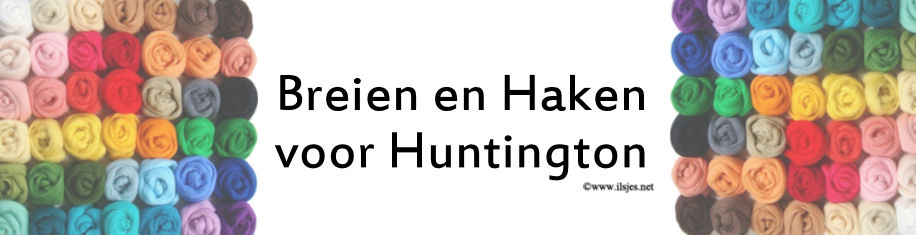 Breien en Haken
voor Huntington
©www.ilsjes.net